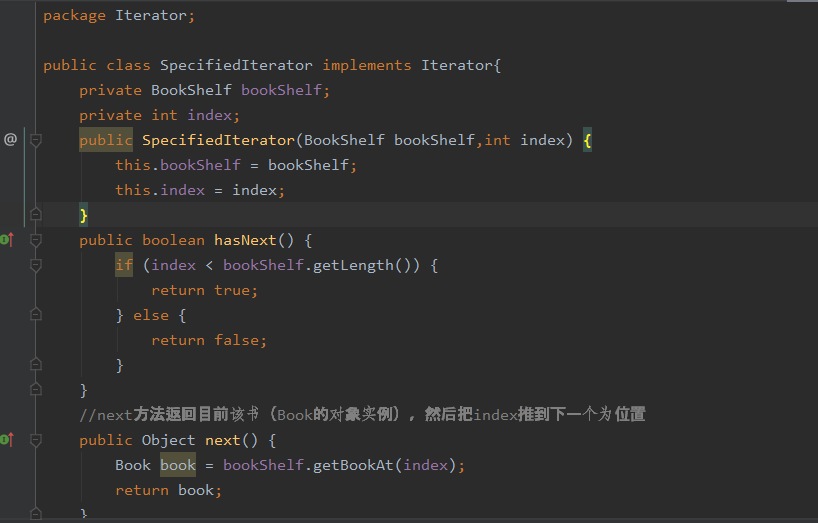 package Iterator;
public class SpecifiedIterator implements Iterator{
private BookShelf bookShelf;
private int index;
public SpecifiedIterator(BookShelf bookShelf,int index) {
this.bookShelf = bookShelf;
this.index = index;
}
public boolean hasNext() {
if (index < bookShelf.getLength()) {
return true;
} else {
return false;
}
}
//next方法返回目前该书（Book的对象实例），然后把index推到下一个为位置
public Object next() {
Book book = bookShelf.getBookAt(index);
return book;
}